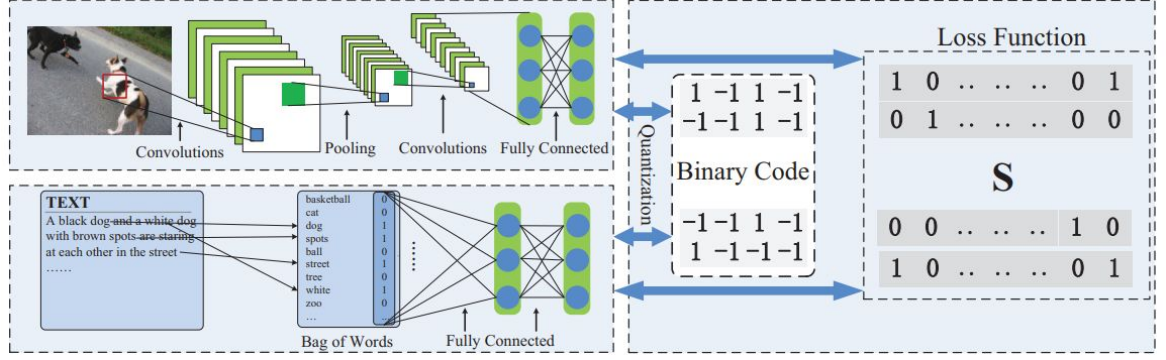 Convolutions
Pooling
Convolutions
Fully Connected
TEXT
A black dog and a white dog
with brown spots are staring
at each other in the street
......
basketball 0
cat 0
dog 1
spots 1
ball 0
street 1
tree 0
white 1
zoo 0
... ...
......
Bag of Words
Fully Connected
Quantization
1 -1 1 -1
-1 -1 1 -1
Binary Code
-1 -1 1 -1
1 -1 -1 -1
Loss Function
1 0 .. .. .. 0 1
0 1 .. .. .. 0 0
S
0 0 .. .. .. 1 0
1 0 .. .. .. 0 1